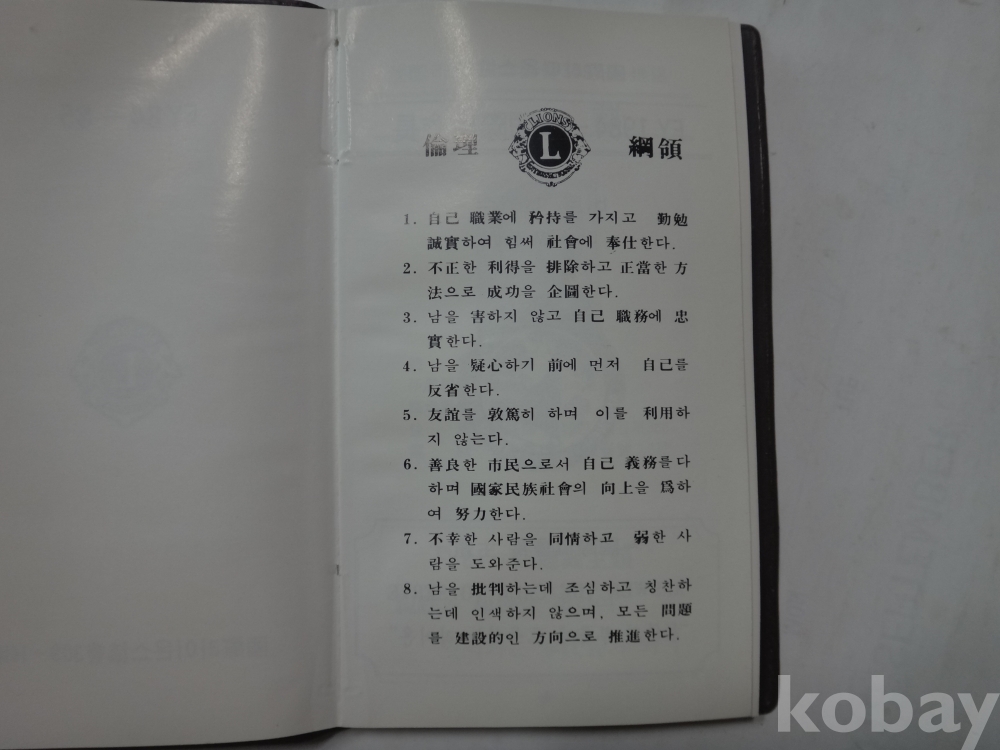 倫理 LIONS L INTERNATIONAL 綱領
1. 自己 職業에 矜持를 가지고 勤勉
誠實하여 힘써 社會에 奉仕한다.
2. 不正한 利得을 排除하고 正當한 方
法으로 成功을 企圖한다.
3. 남을 害하지 않고 自己 職務에 忠
實한다.
4. 남을 疑心하기 前에 먼저 自己를
反省한다.
5. 友誼를 敦篤히 하며 이를 利用하
지 않는다.
6. 善良한 市民으로서 自己 義務를다
하며 國家民族社會의 向上을 爲하
여 努力한다.
7. 不幸한 사람을 同情하고 弱한 사
람을 도와준다.
8. 남을 批判하는데 조심하고 칭찬하
는데 인색하지 않으며, 모든 問題
를 建設的인 方向으로 推進한다.
kobay